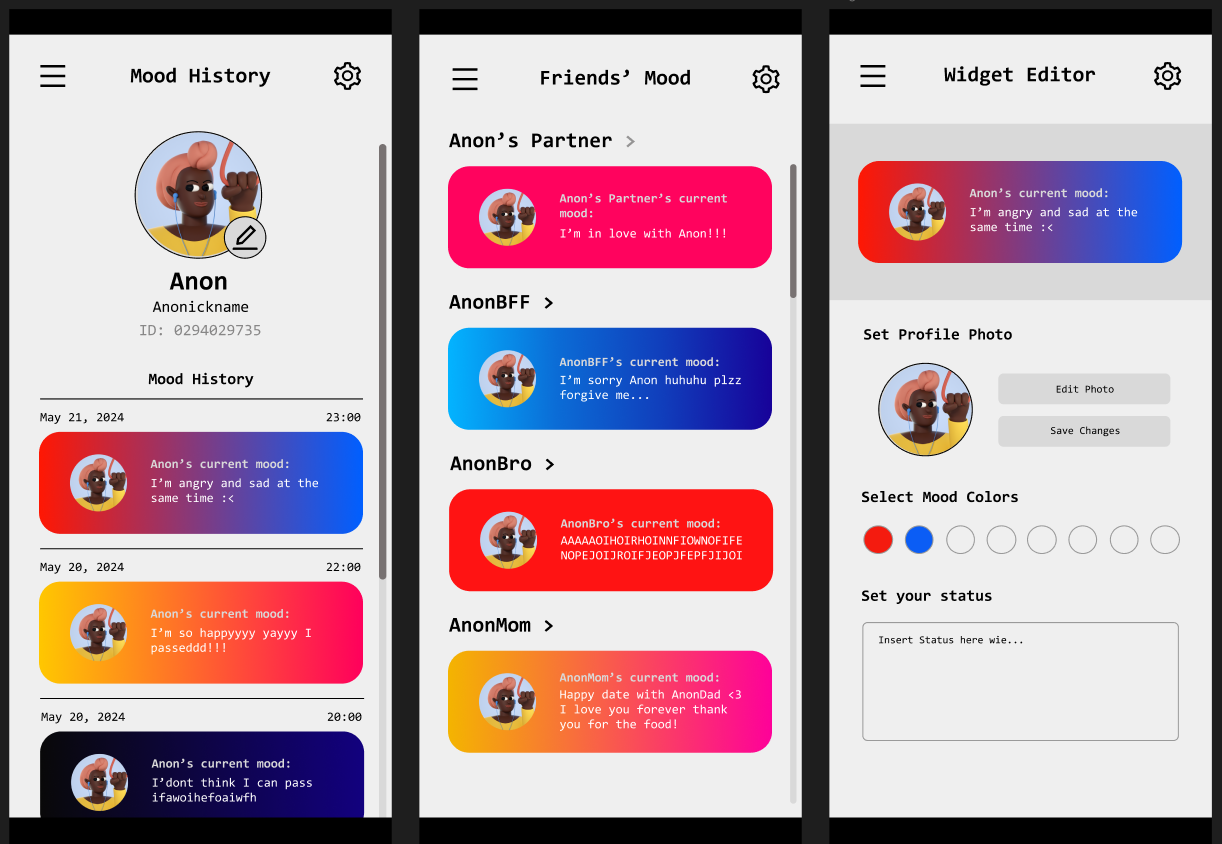 Mood History
Anon
Anonickname
ID: 0294029735
Mood History
May 21, 2024 23:00
Anon’s current mood:
I’m angry and sad at the
same time :<
May 20, 2024 22:00
Anon’s current mood:
I’m so happyyyy yayyy I
passeddd!!!
May 20, 2024 20:00
Anon’s current mood:
I’dont think I can pass
ifawoihefoaiwfh
Friends’ Mood
Anon’s Partner >
Anon’s Partner’s current
mood:
I’m in love with Anon!!!
AnonBFF >
AnonBFF’s current mood:
I’m sorry Anon huhuhu plzz
forgive me...
AnonBro >
AnonBro’s current mood:
AAAAAOIHOIRHOINNFIOWNOFIFE
NOPEJOIJROIFJEOPJFEPFJIJOI
AnonMom >
AnonMom’s current mood:
Happy date with AnonDad <3
I love you forever thank
you for the food!
Widget Editor
Anon’s current mood:
I’m angry and sad at the
same time :<
Set Profile Photo
Edit Photo
Save Changes
Select Mood Colors
Set your status
Insert Status here wie...